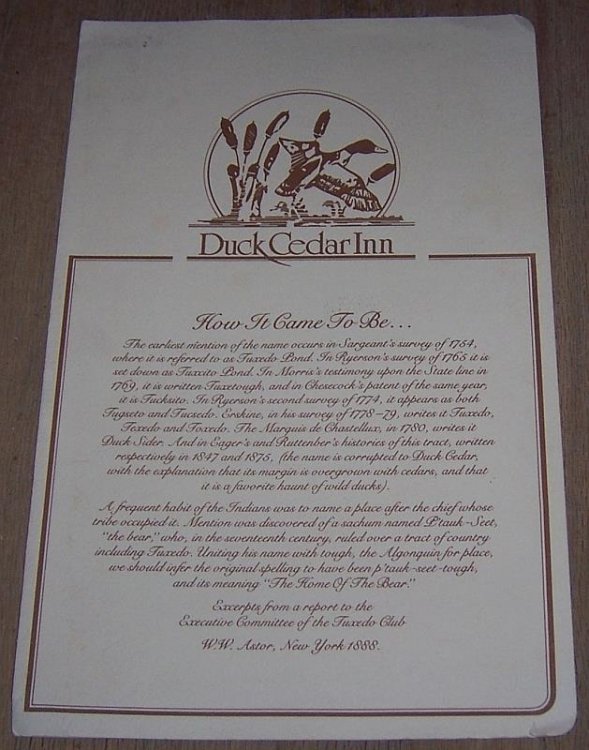 Duck Cedar Inn
How It Came To Be...
The earliest mention of the name occurs in Sargeant's survey of 1754,
where it is referred to as Tuxedo Pond. In Ryerson's survey of 1765 it is
set down as Tuxcito Pond. In Morris's testimony upon the State line in
1769, it is written Tuxetough, and in Chesecock's patent of the same year,
it is Tucksito. In Ryerson's second survey of 1774, it appears as both
Tugseto and Tucsedo. Erskine, in his survey of 1778-79, writes it Tuxedo,
Toxedo and Toxedo. The Marquis de Chastellux, in 1780, writes it
Duck Sider. And in Eager's and Ruttenber's histories of this tract, written
respectively in 1847 and 1875, (the name is corrupted to Duck Cedar,
with the explanation that its margin is overgrown with cedars, and that
it is a favorite haunt of wild ducks).
A frequent habit of the Indians was to name a place after the chief whose
tribe occupied it. Mention was discovered of a sachum named P'tauk-Seet,
"the bear," who, in the seventeenth century, ruled over a tract of country
including Tuxedo. Uniting his name with tough, the Algonguin for place,
we should infer the original spelling to have been p'tauk-seet-tough,
and its meaning "The Home Of The Bear."
Excerpts from a report to the
Executive Committee of the Tuxedo Club
W.W. Astor, New York 1888.